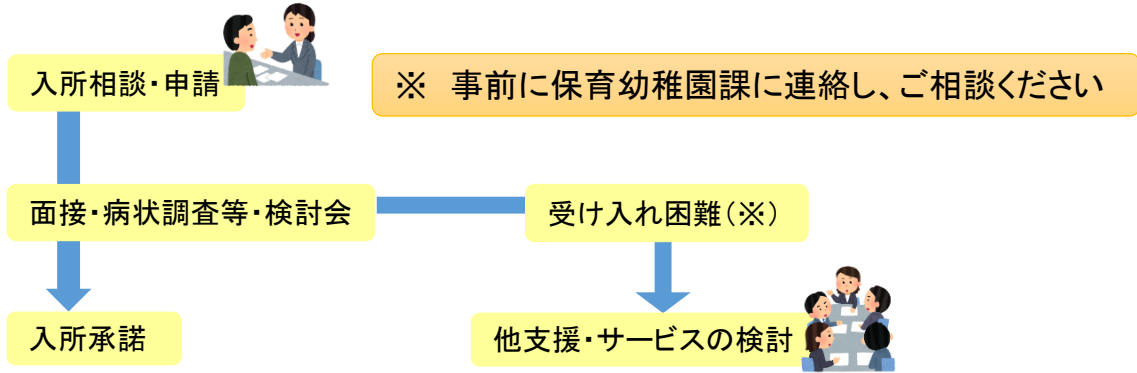 入所相談・申請
※ 事前に保育幼稚園課に連絡し、ご相談ください
面接・病状調査等・検討会
受け入れ困難(※)
入所承諾
他支援・サービスの検討